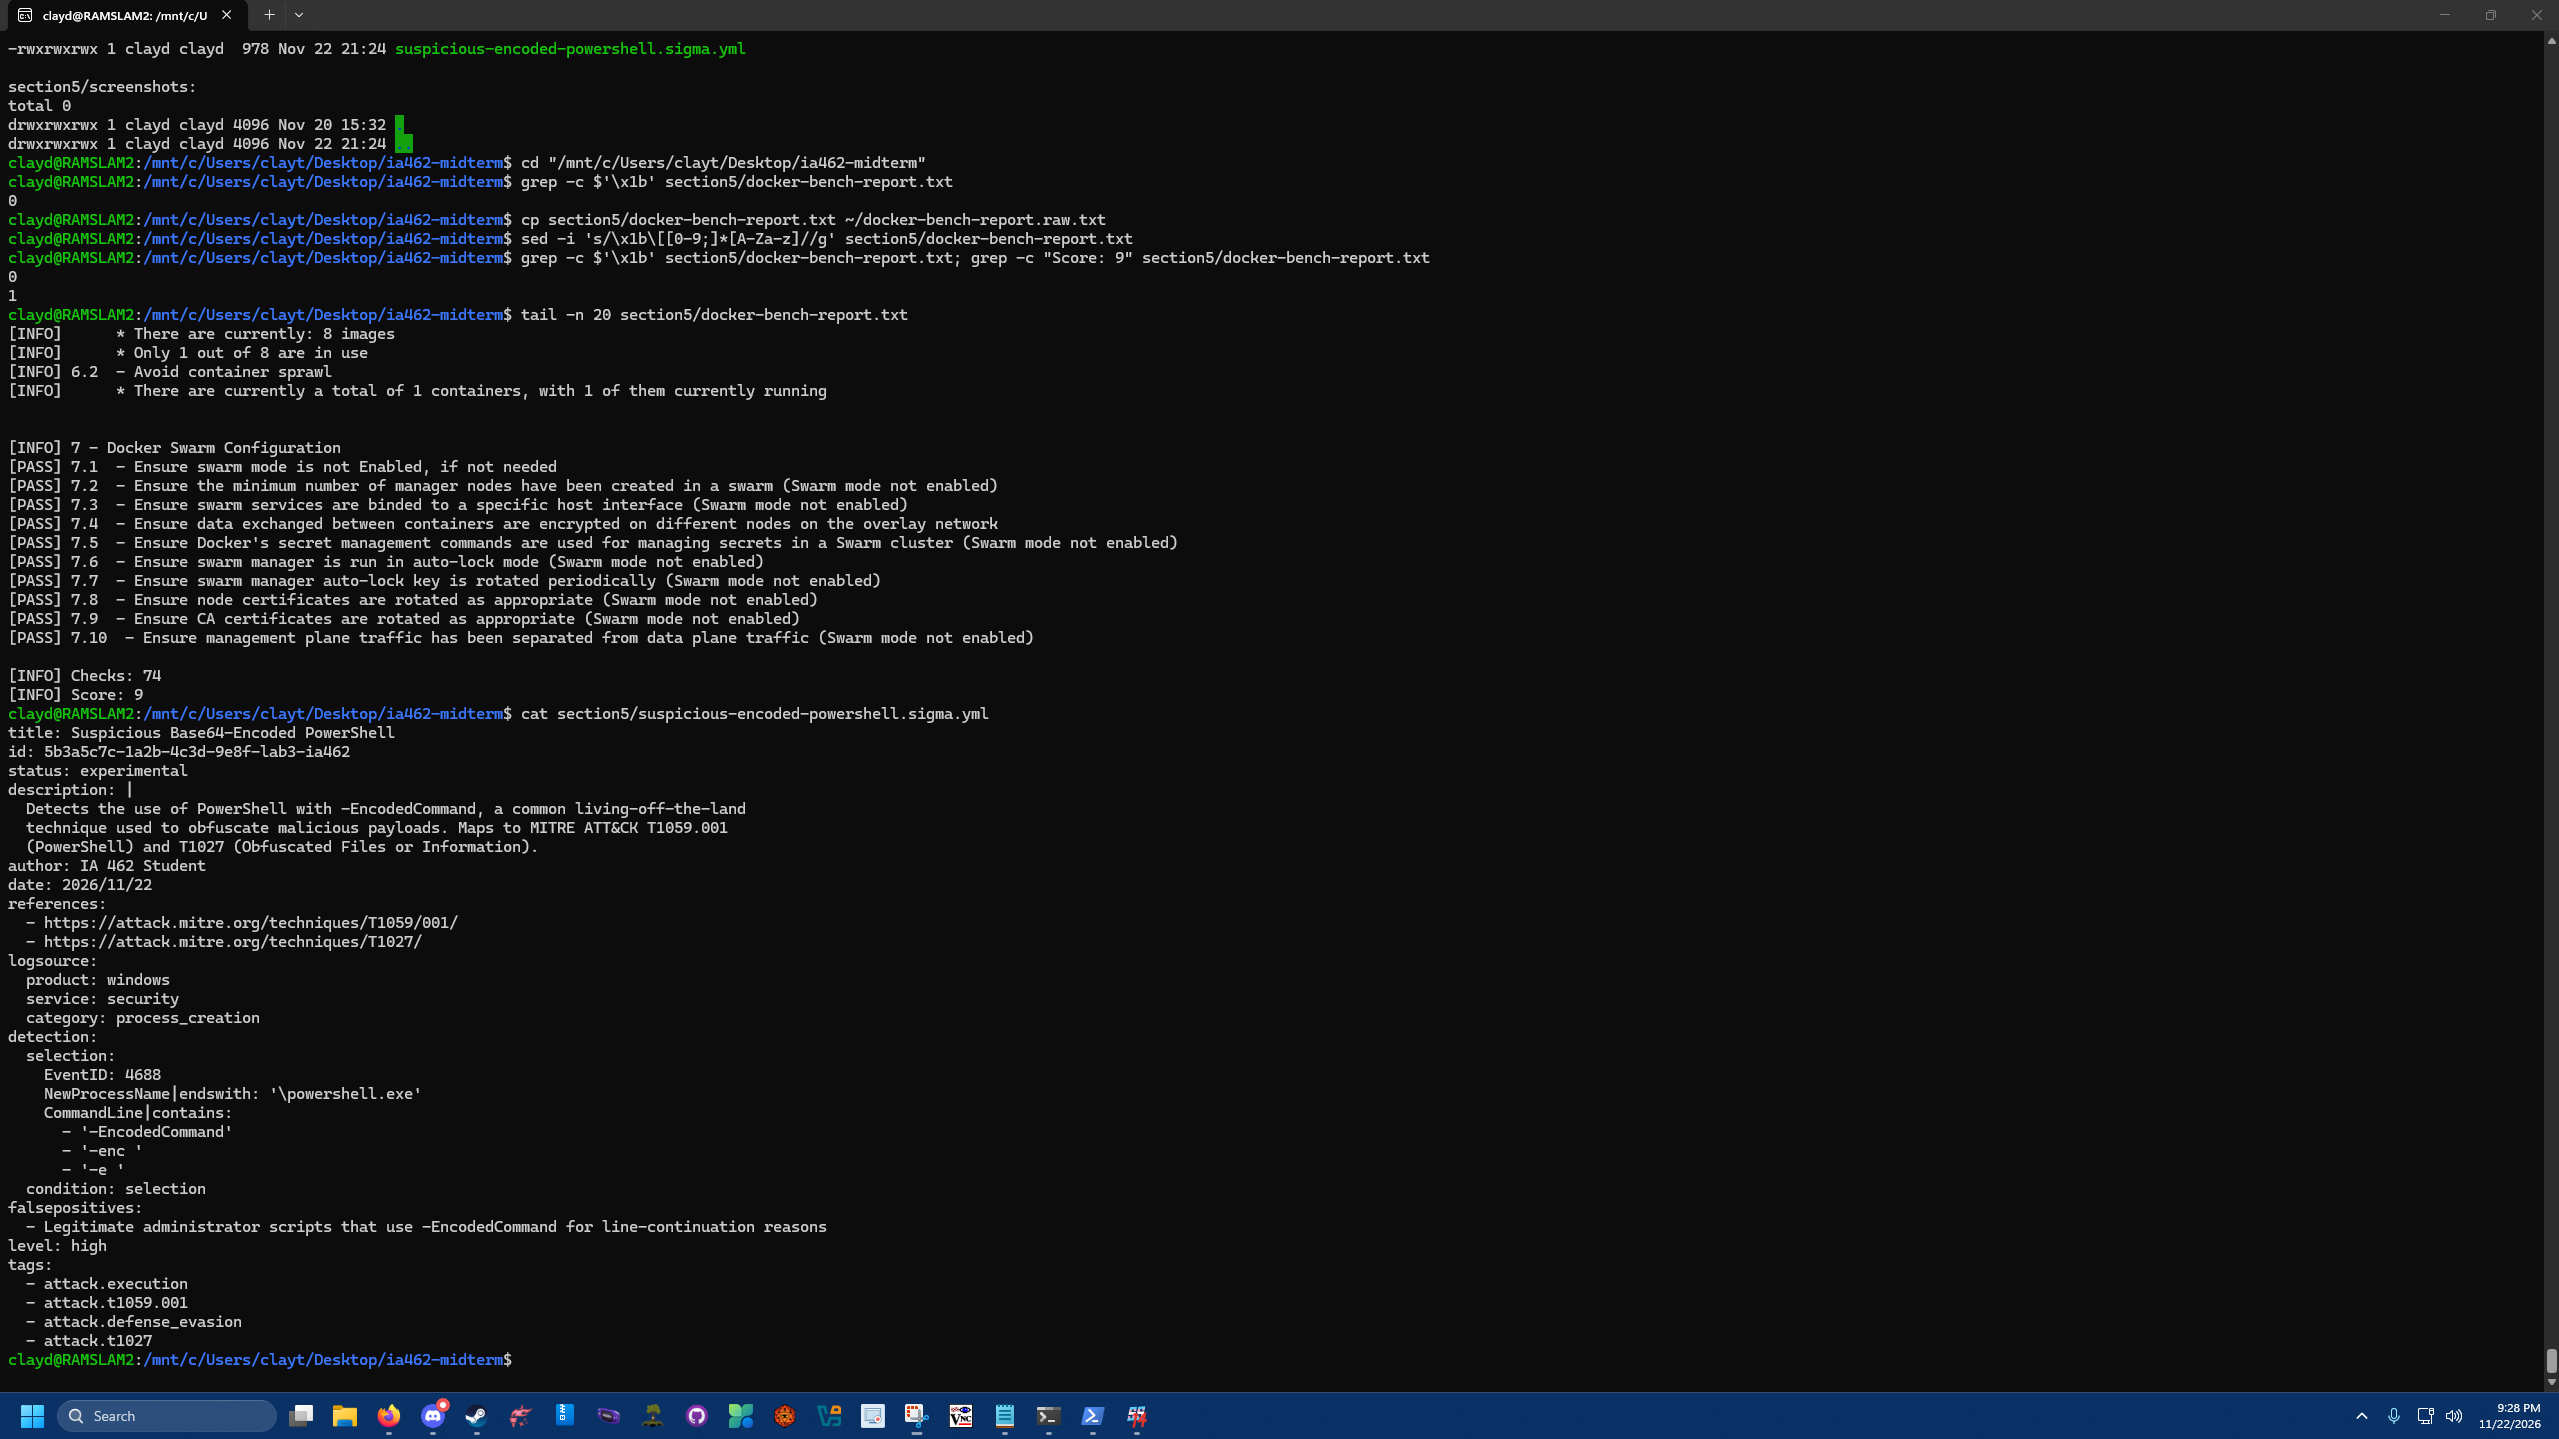 clayd@RAMSLAM2: /mnt/c/U
-rwxrwxrwx 1 clayd clayd  978 Nov 22 21:24 suspicious-encoded-powershell.sigma.yml
section5/screenshots:
total 0
drwxrwxrwx 1 clayd clayd 4096 Nov 20 15:32 .
drwxrwxrwx 1 clayd clayd 4096 Nov 22 21:24 ..
clayd@RAMSLAM2:/mnt/c/Users/clayt/Desktop/ia462-midterm$ cd "/mnt/c/Users/clayt/Desktop/ia462-midterm"
clayd@RAMSLAM2:/mnt/c/Users/clayt/Desktop/ia462-midterm$ grep -c $'\x1b' section5/docker-bench-report.txt
0
clayd@RAMSLAM2:/mnt/c/Users/clayt/Desktop/ia462-midterm$ cp section5/docker-bench-report.txt ~/docker-bench-report.raw.txt
clayd@RAMSLAM2:/mnt/c/Users/clayt/Desktop/ia462-midterm$ sed -i 's/\x1b\[[0-9;]*[A-Za-z]//g' section5/docker-bench-report.txt
clayd@RAMSLAM2:/mnt/c/Users/clayt/Desktop/ia462-midterm$ grep -c $'\x1b' section5/docker-bench-report.txt; grep -c "Score: 9" section5/docker-bench-report.txt
0
1
clayd@RAMSLAM2:/mnt/c/Users/clayt/Desktop/ia462-midterm$ tail -n 20 section5/docker-bench-report.txt
[INFO]      * There are currently: 8 images
[INFO]      * Only 1 out of 8 are in use
[INFO] 6.2  - Avoid container sprawl
[INFO]      * There are currently a total of 1 containers, with 1 of them currently running
[INFO] 7 - Docker Swarm Configuration
[PASS] 7.1  - Ensure swarm mode is not Enabled, if not needed
[PASS] 7.2  - Ensure the minimum number of manager nodes have been created in a swarm (Swarm mode not enabled)
[PASS] 7.3  - Ensure swarm services are binded to a specific host interface (Swarm mode not enabled)
[PASS] 7.4  - Ensure data exchanged between containers are encrypted on different nodes on the overlay network
[PASS] 7.5  - Ensure Docker's secret management commands are used for managing secrets in a Swarm cluster (Swarm mode not enabled)
[PASS] 7.6  - Ensure swarm manager is run in auto-lock mode (Swarm mode not enabled)
[PASS] 7.7  - Ensure swarm manager auto-lock key is rotated periodically (Swarm mode not enabled)
[PASS] 7.8  - Ensure node certificates are rotated as appropriate (Swarm mode not enabled)
[PASS] 7.9  - Ensure CA certificates are rotated as appropriate (Swarm mode not enabled)
[PASS] 7.10  - Ensure management plane traffic has been separated from data plane traffic (Swarm mode not enabled)
[INFO] Checks: 74
[INFO] Score: 9
clayd@RAMSLAM2:/mnt/c/Users/clayt/Desktop/ia462-midterm$ cat section5/suspicious-encoded-powershell.sigma.yml
title: Suspicious Base64-Encoded PowerShell
id: 5b3a5c7c-1a2b-4c3d-9e8f-lab3-ia462
status: experimental
description: |
  Detects the use of PowerShell with -EncodedCommand, a common living-off-the-land
  technique used to obfuscate malicious payloads. Maps to MITRE ATT&CK T1059.001
  (PowerShell) and T1027 (Obfuscated Files or Information).
author: IA 462 Student
date: 2026/11/22
references:
  - https://attack.mitre.org/techniques/T1059/001/
  - https://attack.mitre.org/techniques/T1027/
logsource:
  product: windows
  service: security
  category: process_creation
detection:
  selection:
    EventID: 4688
    NewProcessName|endswith: '\powershell.exe'
    CommandLine|contains:
      - '-EncodedCommand'
      - '-enc '
      - '-e '
  condition: selection
falsepositives:
  - Legitimate administrator scripts that use -EncodedCommand for line-continuation reasons
level: high
tags:
  - attack.execution
  - attack.t1059.001
  - attack.defense_evasion
  - attack.t1027
clayd@RAMSLAM2:/mnt/c/Users/clayt/Desktop/ia462-midterm$
Search
9:28 PM
11/22/2026